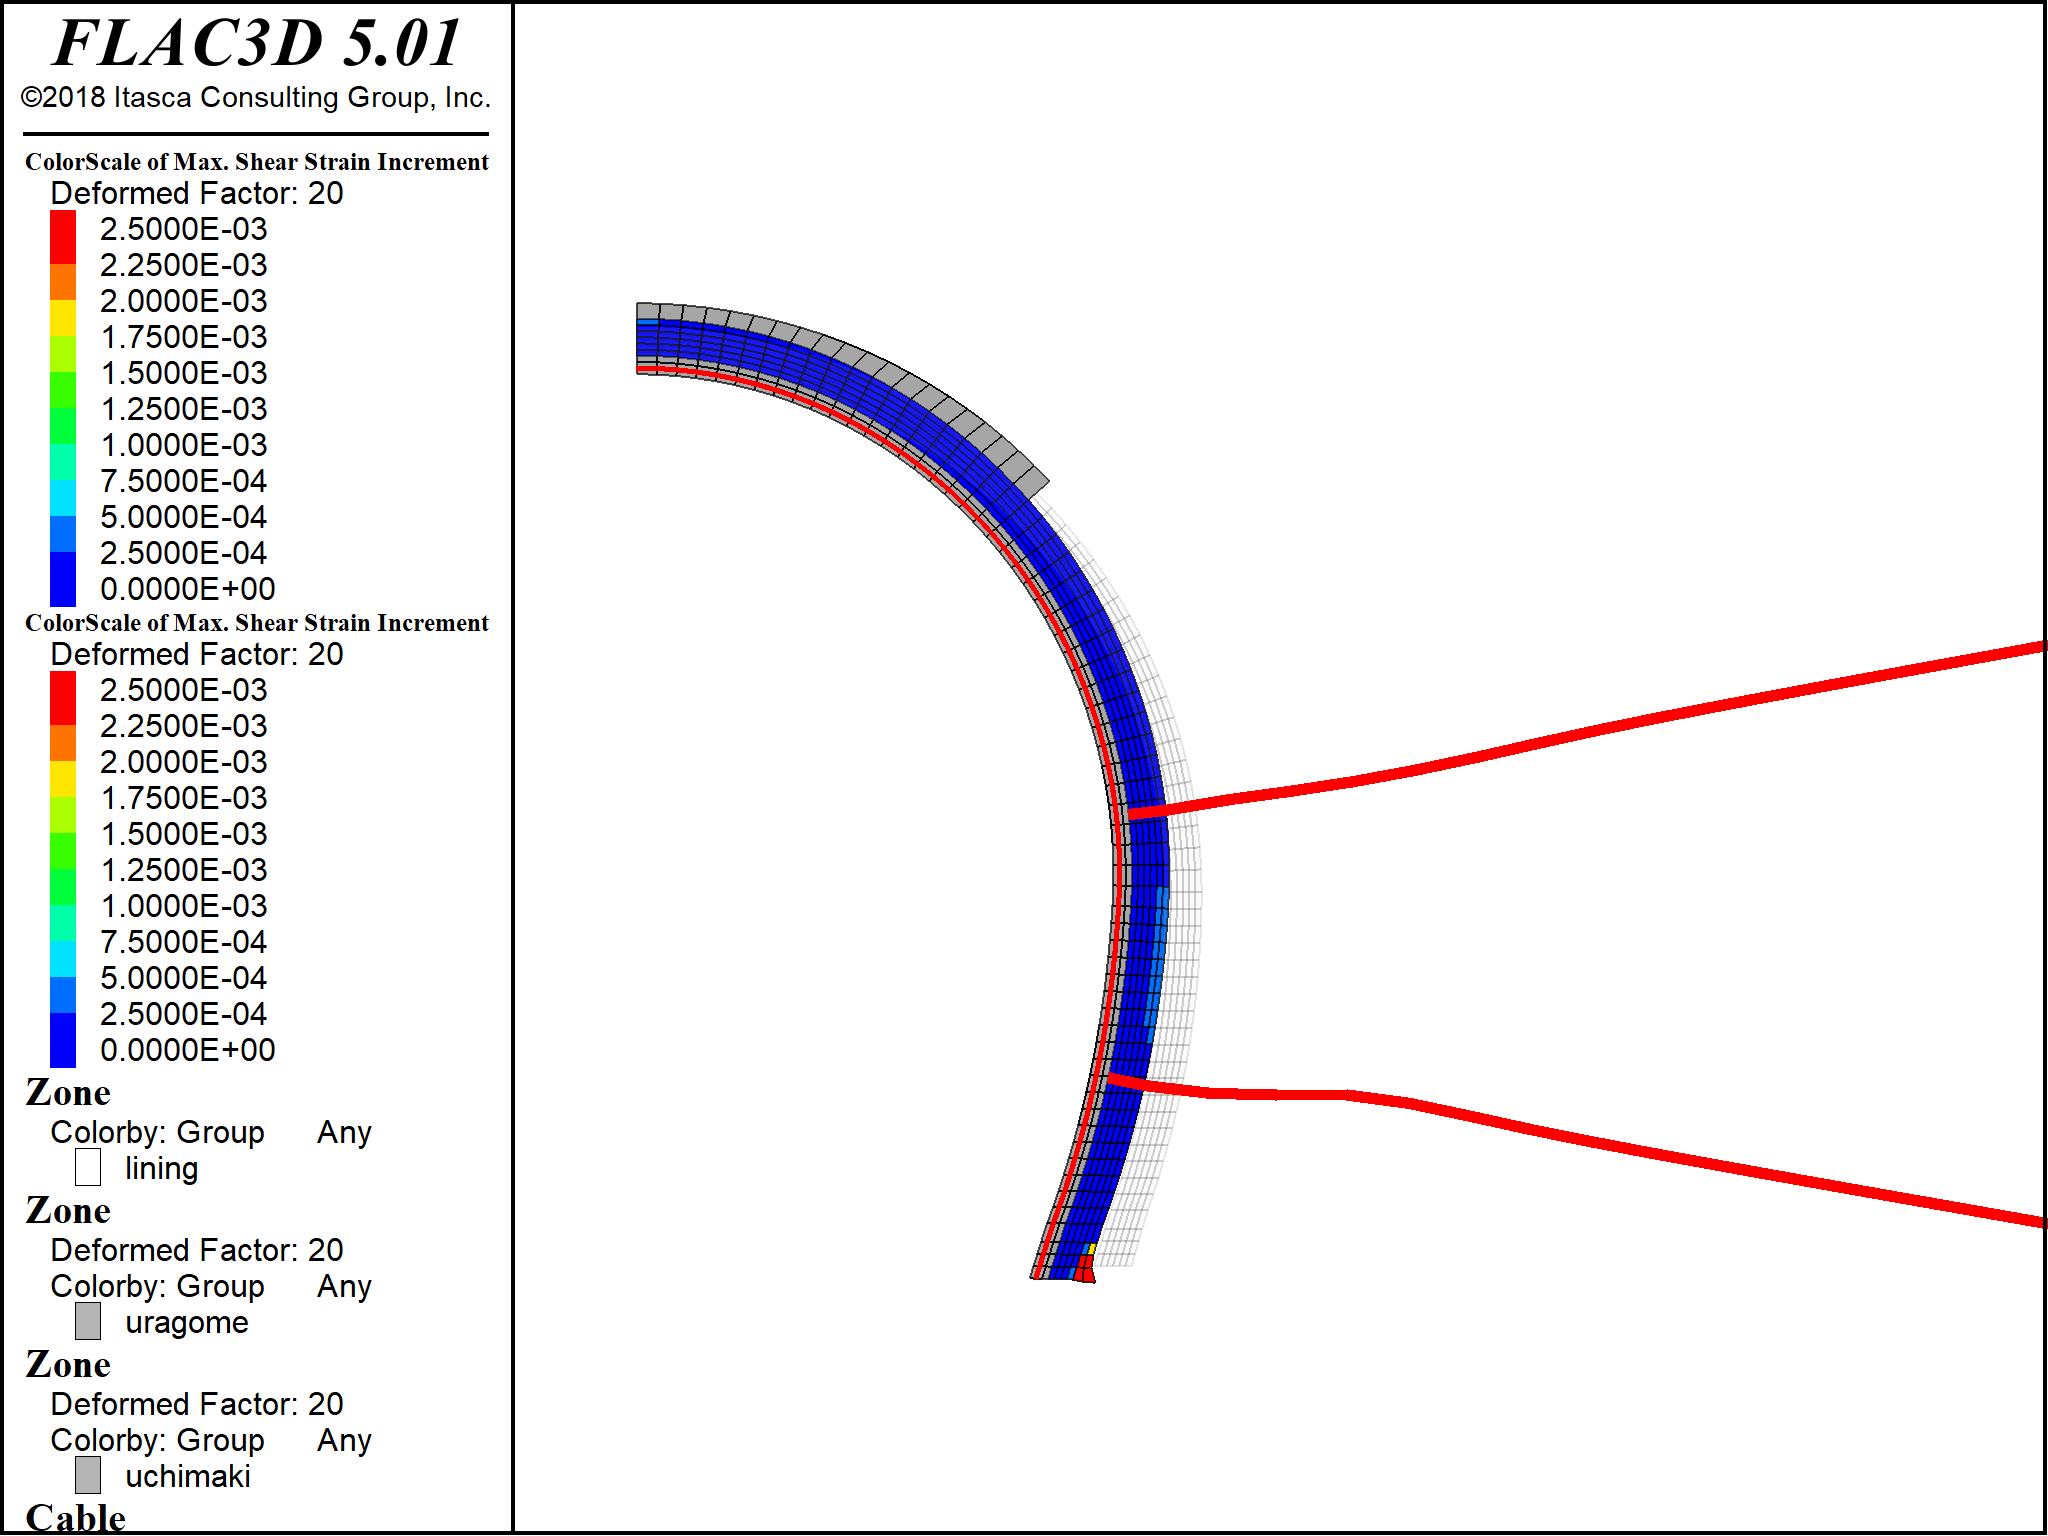 FLAC3D 5.01
©2018 Itasca Consulting Group, Inc.
ColorScale of Max. Shear Strain Increment
Deformed Factor: 20
2.5000E-03
2.2500E-03
2.0000E-03
1.7500E-03
1.5000E-03
1.2500E-03
1.0000E-03
7.5000E-04
5.0000E-04
2.5000E-04
0.0000E+00
ColorScale of Max. Shear Strain Increment
Deformed Factor: 20
2.5000E-03
2.2500E-03
2.0000E-03
1.7500E-03
1.5000E-03
1.2500E-03
1.0000E-03
7.5000E-04
5.0000E-04
2.5000E-04
0.0000E+00
Zone
Colorby: Group Any
lining
Zone
Deformed Factor: 20
Colorby: Group Any
uragome
Zone
Deformed Factor: 20
Colorby: Group Any
uchimaki
Cable